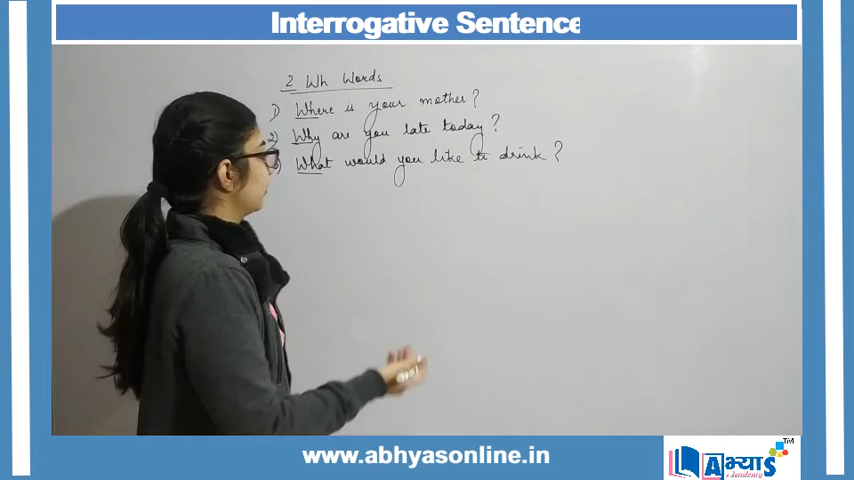 Interrogative Sentence
2 Wh Words
1) Where is your mother?
2) Why are you late today?
) What would you like to drink?
www.abhyasonline.in
अभ्यास
Academy
TM